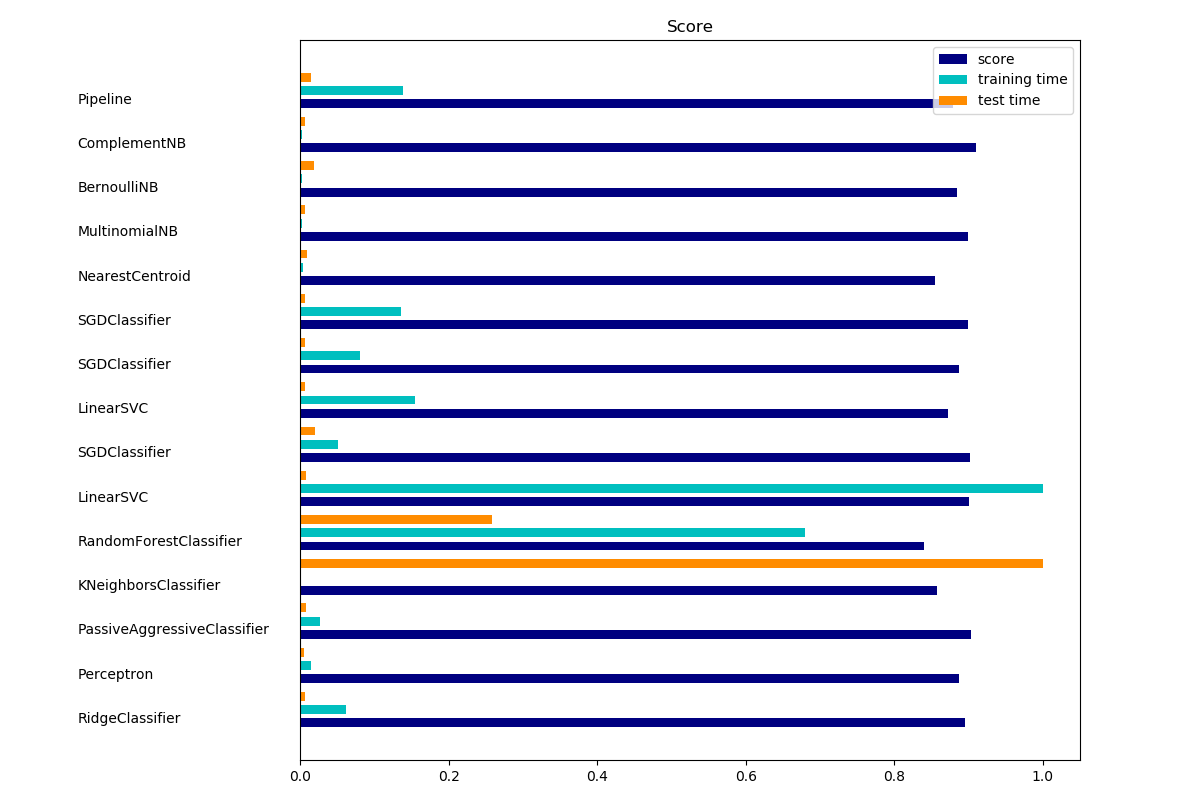 Score
score
training time
test time
Pipeline
ComplementNB
BernoulliNB
MultinomialNB
NearestCentroid
SGDClassifier
SGDClassifier
LinearSVC
SGDClassifier
LinearSVC
RandomForestClassifier
KNeighborsClassifier
PassiveAggressiveClassifier
Perceptron
RidgeClassifier
0.0 0.2 0.4 0.6 0.8 1.0